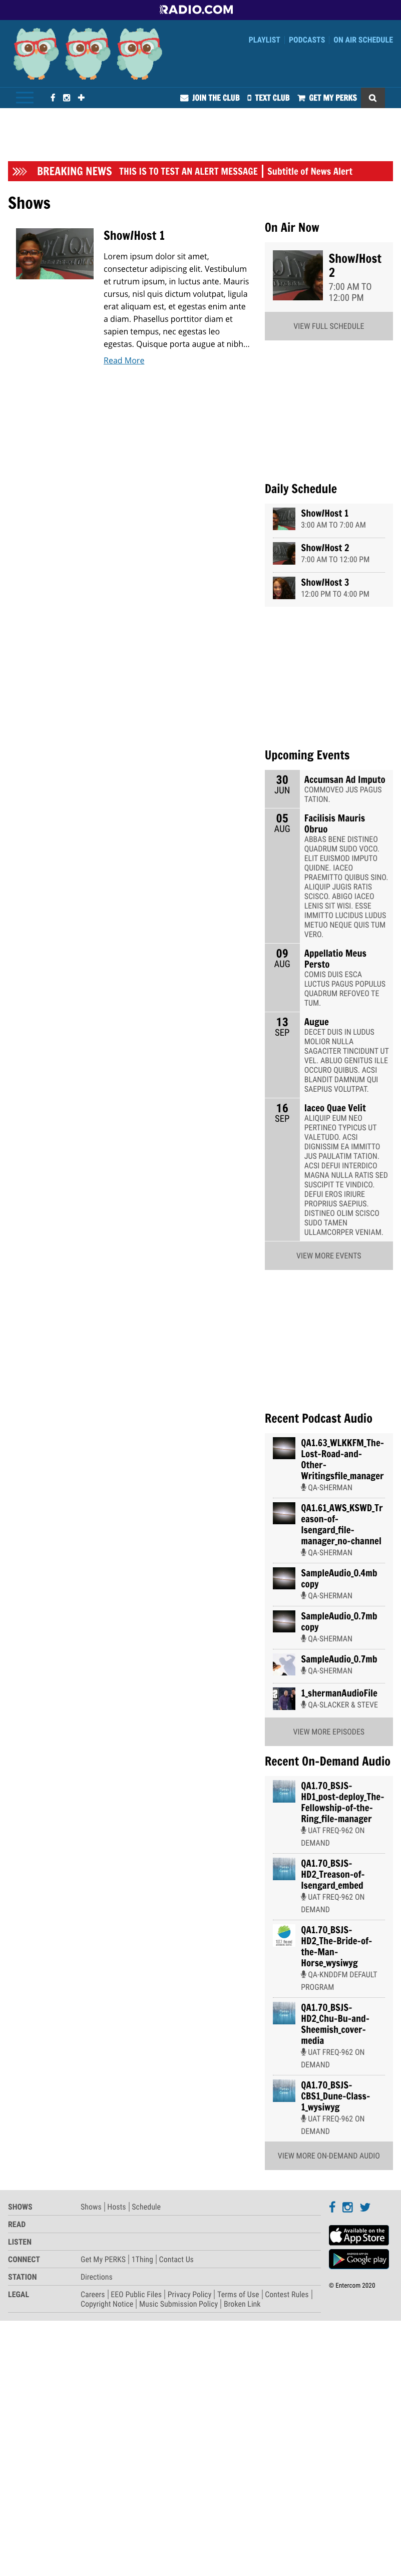 RADIO.COM
PLAYLIST
PODCASTS
ON AIR SCHEDULE
JOIN THE CLUB
TEXT CLUB
GET MY PERKS
BREAKING NEWS
THIS IS TO TEST AN ALERT MESSAGE
Subtitle of News Alert
Shows
Show/Host 1
Lorem ipsum dolor sit amet,
consectetur adipiscing elit. Vestibulum
et rutrum ipsum, in luctus ante. Mauris
cursus, nisl quis dictum volutpat, ligula
erat aliquam est, et egestas enim ante
a diam. Phasellus porttitor diam et
sapien tempus, nec egestas leo
egestas. Quisque porta augue at nibh...
Read More
On Air Now
Show/Host
2
7:00 AM TO
12:00 PM
VIEW FULL SCHEDULE
Daily Schedule
Show/Host 1
3:00 AM TO 7:00 AM
Show/Host 2
7:00 AM TO 12:00 PM
Show/Host 3
12:00 PM TO 4:00 PM
Upcoming Events
30
JUN
Accumsan Ad Imputo
COMMOVEO JUS PAGUS
TATION.
05
AUG
Facilisis Mauris
Obruo
ABBAS BENE DISTINEO
QUADRUM SUDO VOCO.
ELIT EUISMOD IMPUTO
QUIDNE. IACEO
PRAEMITTO QUIBUS SINO.
ALIQUIP JUGIS RATIS
SCISCO. ABIGO IACEO
LENIS SIT WISI. ESSE
IMMITTO LUCIDUS LUDUS
METUO NEQUE QUIS TUM
VERO.
09
AUG
Appellatio Meus
Persto
COMIS DUIS ESCA
LUCTUS PAGUS POPULUS
QUADRUM REFOVEO TE
TUM.
13
SEP
Augue
DECET DUIS IN LUDUS
MOLIOR NULLA
SAGACITER TINCIDUNT UT
VEL. ABLUO GENITUS ILLE
OCCURO QUIBUS. ACSI
BLANDIT DAMNUM QUI
SAEPIUS VOLUTPAT.
16
SEP
Iaceo Quae Velit
ALIQUIP EUM NEO
PERTINEO TYPICUS UT
VALETUDO. ACSI
DIGNISSIM EA IMMITTO
JUS PAULATIM TATION.
ACSI DEFUI INTERDICO
MAGNA NULLA RATIS SED
SUSCIPIT TE VINDICO.
DEFUI EROS IRIURE
PROPRIUS SAEPIUS.
DISTINEO OLIM SCISCO
SUDO TAMEN
ULLAMCORPER VENIAM.
VIEW MORE EVENTS
Recent Podcast Audio
QA1.63_WLKKFM_The-
Lost-Road-and-
Other-
Writingsfile_manager
QA-SHERMAN
QA1.61_AWS_KSWD_Tr
eason-of-
Isengard_file-
manager_no-channel
QA-SHERMAN
SampleAudio_0.4mb
copy
QA-SHERMAN
SampleAudio_0.7mb
copy
QA-SHERMAN
SampleAudio_0.7mb
QA-SHERMAN
1_shermanAudioFile
QA-SLACKER & STEVE
VIEW MORE EPISODES
Recent On-Demand Audio
QA1.70_BSJS-
HD1_post-deploy_The-
Fellowship-of-the-
Ring_file-manager
UAT FREQ-962 ON
DEMAND
QA1.70_BSJS-
HD2_Treason-of-
Isengard_embed
UAT FREQ-962 ON
DEMAND
QA1.70_BSJS-
HD2_The-Bride-of-
the-Man-
Horse_wysiwyg
QA-KNDDFM DEFAULT
PROGRAM
QA1.70_BSJS-
HD2_Chu-Bu-and-
Sheemish_cover-
media
UAT FREQ-962 ON
DEMAND
QA1.70_BSJS-
CBS1_Dune-Class-
1_wysiwyg
UAT FREQ-962 ON
DEMAND
VIEW MORE ON-DEMAND AUDIO
SHOWS
Shows | Hosts | Schedule
READ
LISTEN
CONNECT
Get My PERKS | 1Thing | Contact Us
STATION
Directions
LEGAL
Careers | EEO Public Files | Privacy Policy | Terms of Use | Contest Rules |
Copyright Notice | Music Submission Policy | Broken Link
Available on the
App Store
ANDROID APP ON
Google play
© Entercom 2020